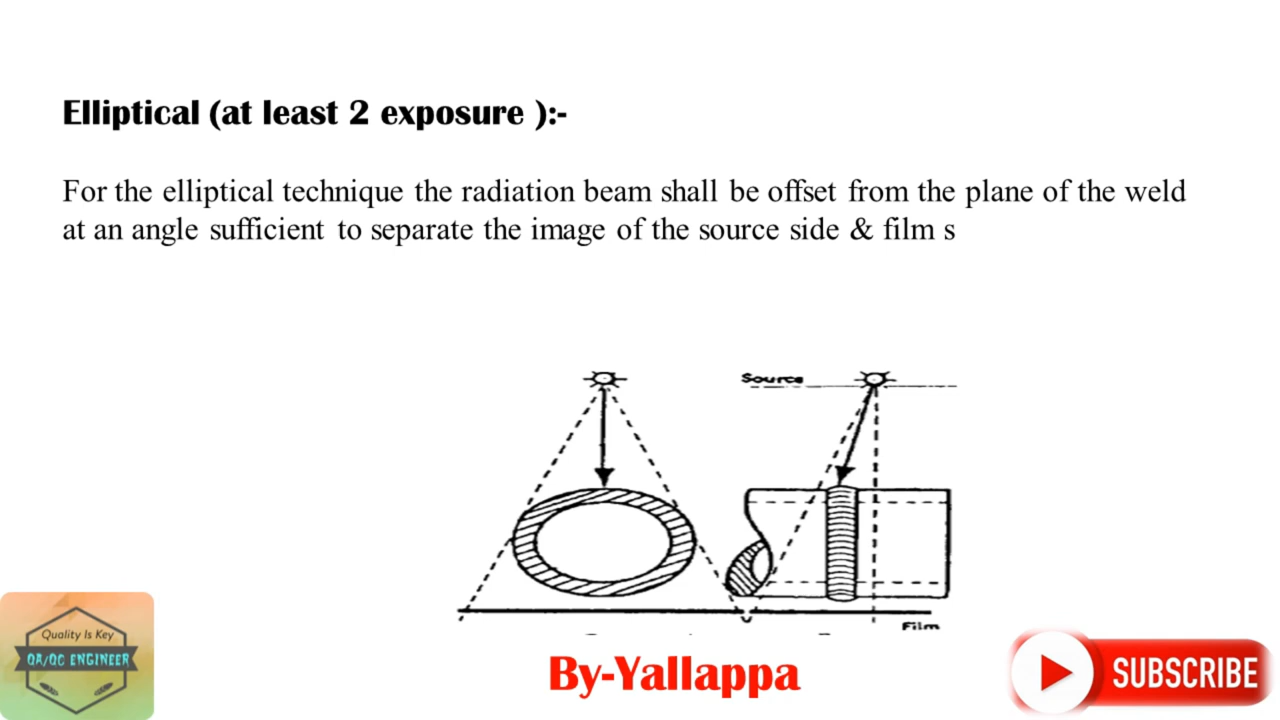 Elliptical (at least 2 exposure ):-
For the elliptical technique the radiation beam shall be offset from the plane of the weld
at an angle sufficient to separate the image of the source side & film s
Source
Film
Quality Is Key
QA/QC ENGINEER
By-Yallappa
SUBSCRIBE